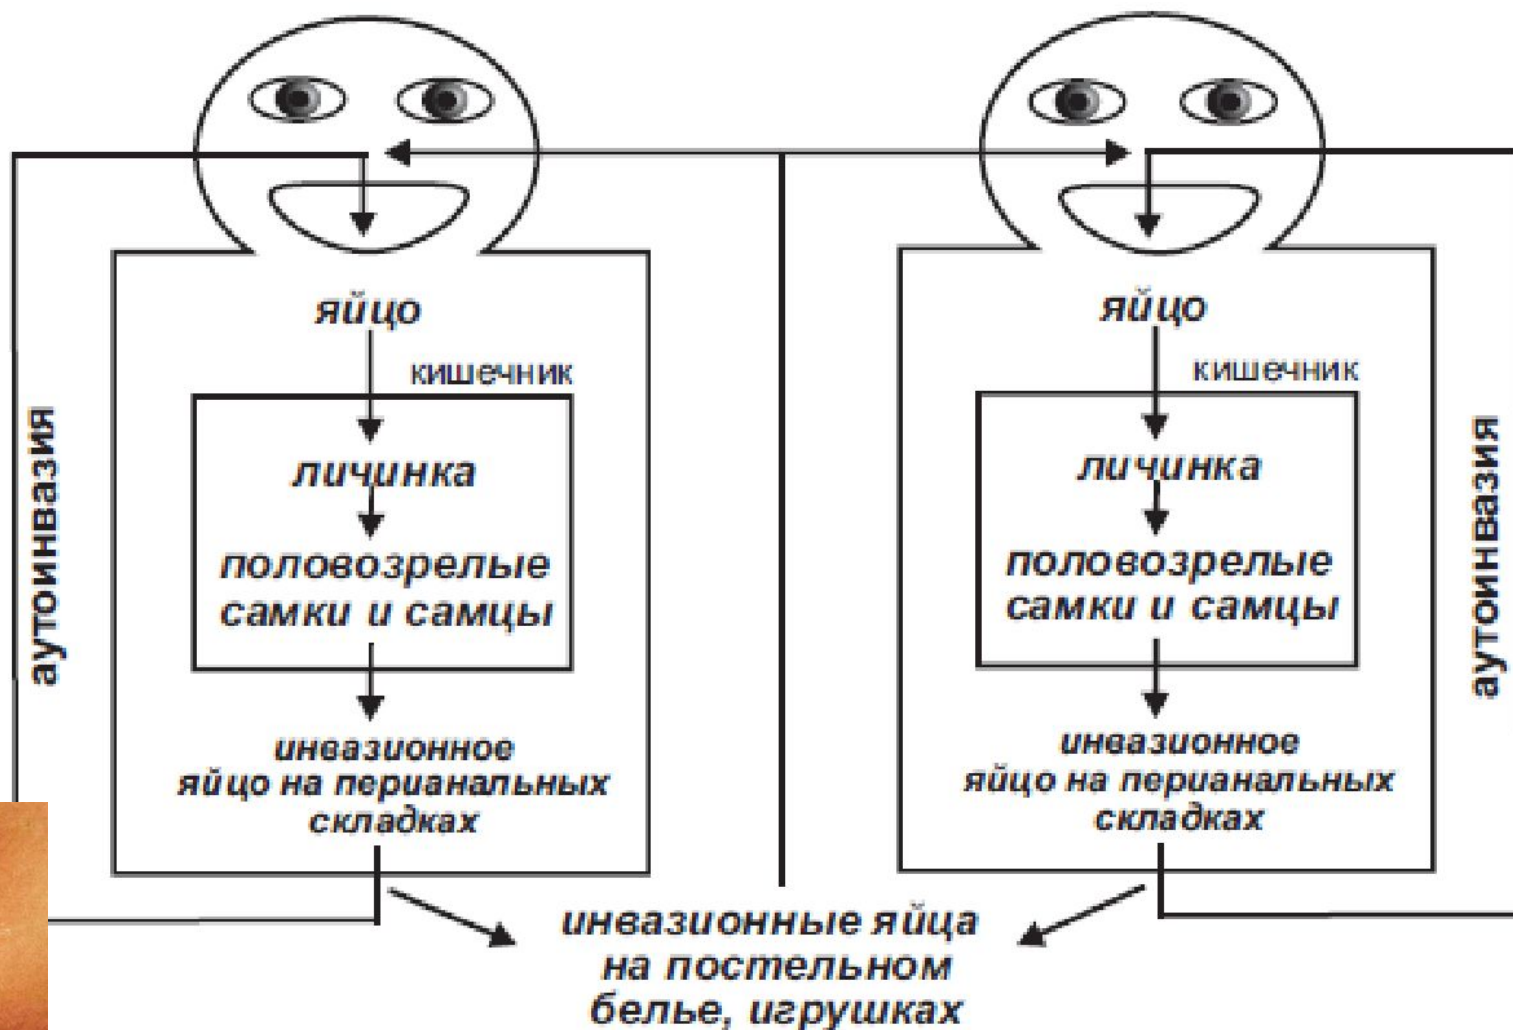 яйцо
кишечник
личинка
половозрелые
самки и самцы
инвазионное
яйцо на перианальных
складках
аутоинвазия
яйцо
кишечник
личинка
половозрелые
самки и самцы
инвазионное
яйцо на перианальных
складках
аутоинвазия
инвазионные яйца
на постельном
белье, игрушках